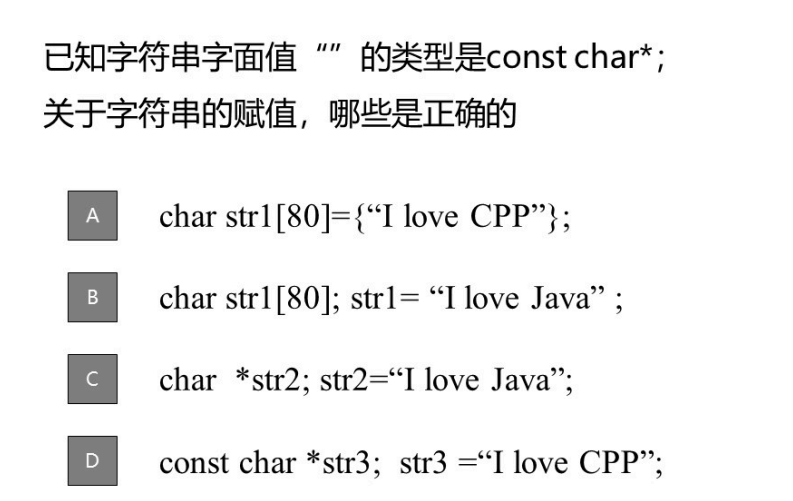 已知字符串字面值“”的类型是const char*;
关于字符串的赋值，哪些是正确的
A char str1[80]={“I love CPP”};
B char str1[80]; str1= “I love Java” ;
C char *str2; str2=“I love Java”;
D const char *str3; str3 =“I love CPP”;